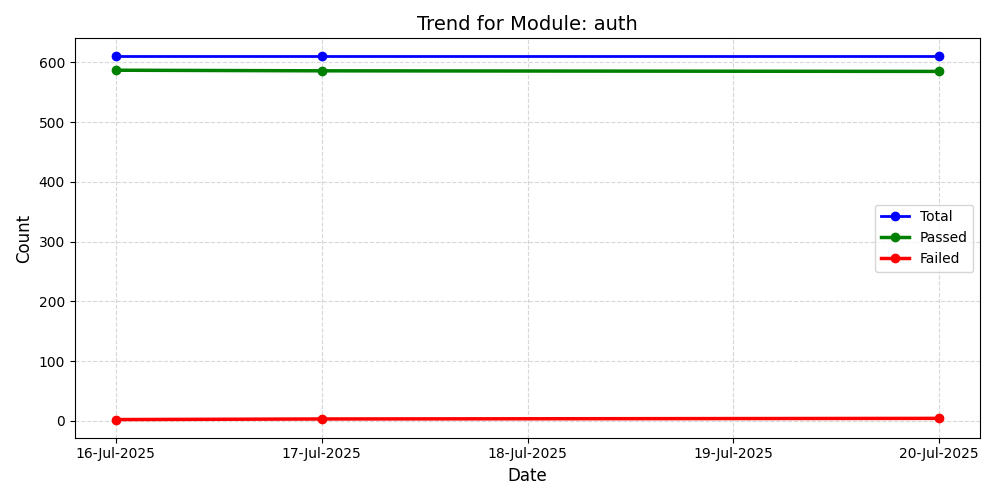 Trend for Module: auth
600
500
400
300
200
100
0
Count
Total
Passed
Failed
16-Jul-2025
17-Jul-2025
18-Jul-2025
19-Jul-2025
20-Jul-2025
Date